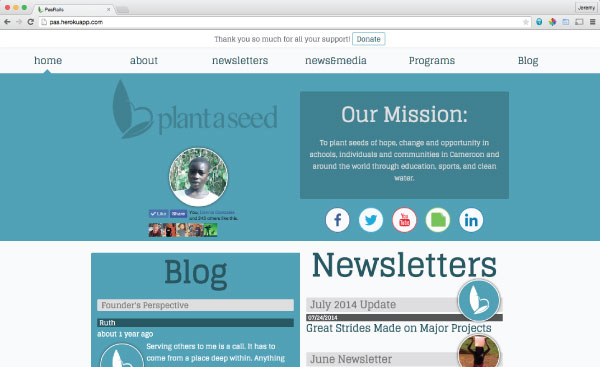 PasRails
Jeremy
pas.herokuapp.com
Thank you so much for all your support! Donate
home about newsletters news&media Programs Blog
plantaseed
Our Mission:
To plant seeds of hope, change and opportunity in
schools, individuals and communities in Cameroon and
around the world through education, sports, and clean
water.
Like Share You,
and 243 others like this.
You Tube
Blog
Founder's Perspective
Ruth
about 1 year ago
Serving others to me is a call. It has to
come from a place deep within. Anything
Newsletters
July 2014 Update
07/24/2014
Great Strides Made on Major Projects
June Newsletter